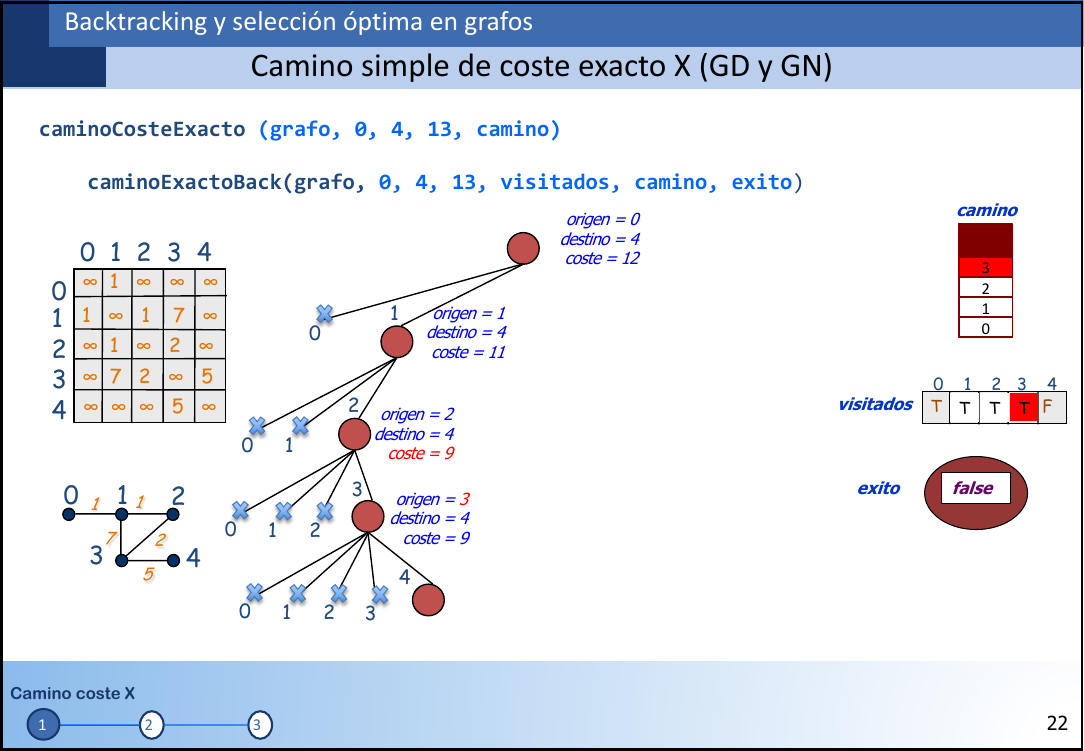 Backtracking y selección óptima en grafos
Camino simple de coste exacto X (GD y GN)
caminoCosteExacto (grafo, 0, 4, 13, camino)
caminoExactoBack(grafo, 0, 4, 13, visitados, camino, exito)
0 1 2 3 4
0 ∞ 1 ∞ ∞ ∞
1 1 ∞ 1 7 ∞
2 ∞ 1 ∞ 2 ∞
3 ∞ 7 2 ∞ 5
4 ∞ ∞ ∞ 5 ∞
0 1 1 1 2
7 2
3 5 4
origen = 0
destino = 4
coste = 12
0 1
origen = 1
destino = 4
coste = 11
0 1 2
origen = 2
destino = 4
coste = 9
0 1 2 3
origen = 3
destino = 4
coste = 9
0 1 2 3 4
camino
3
2
1
0
0 1 2 3 4
visitados T T T T F
exito false
Camino coste X
1 2 3
22